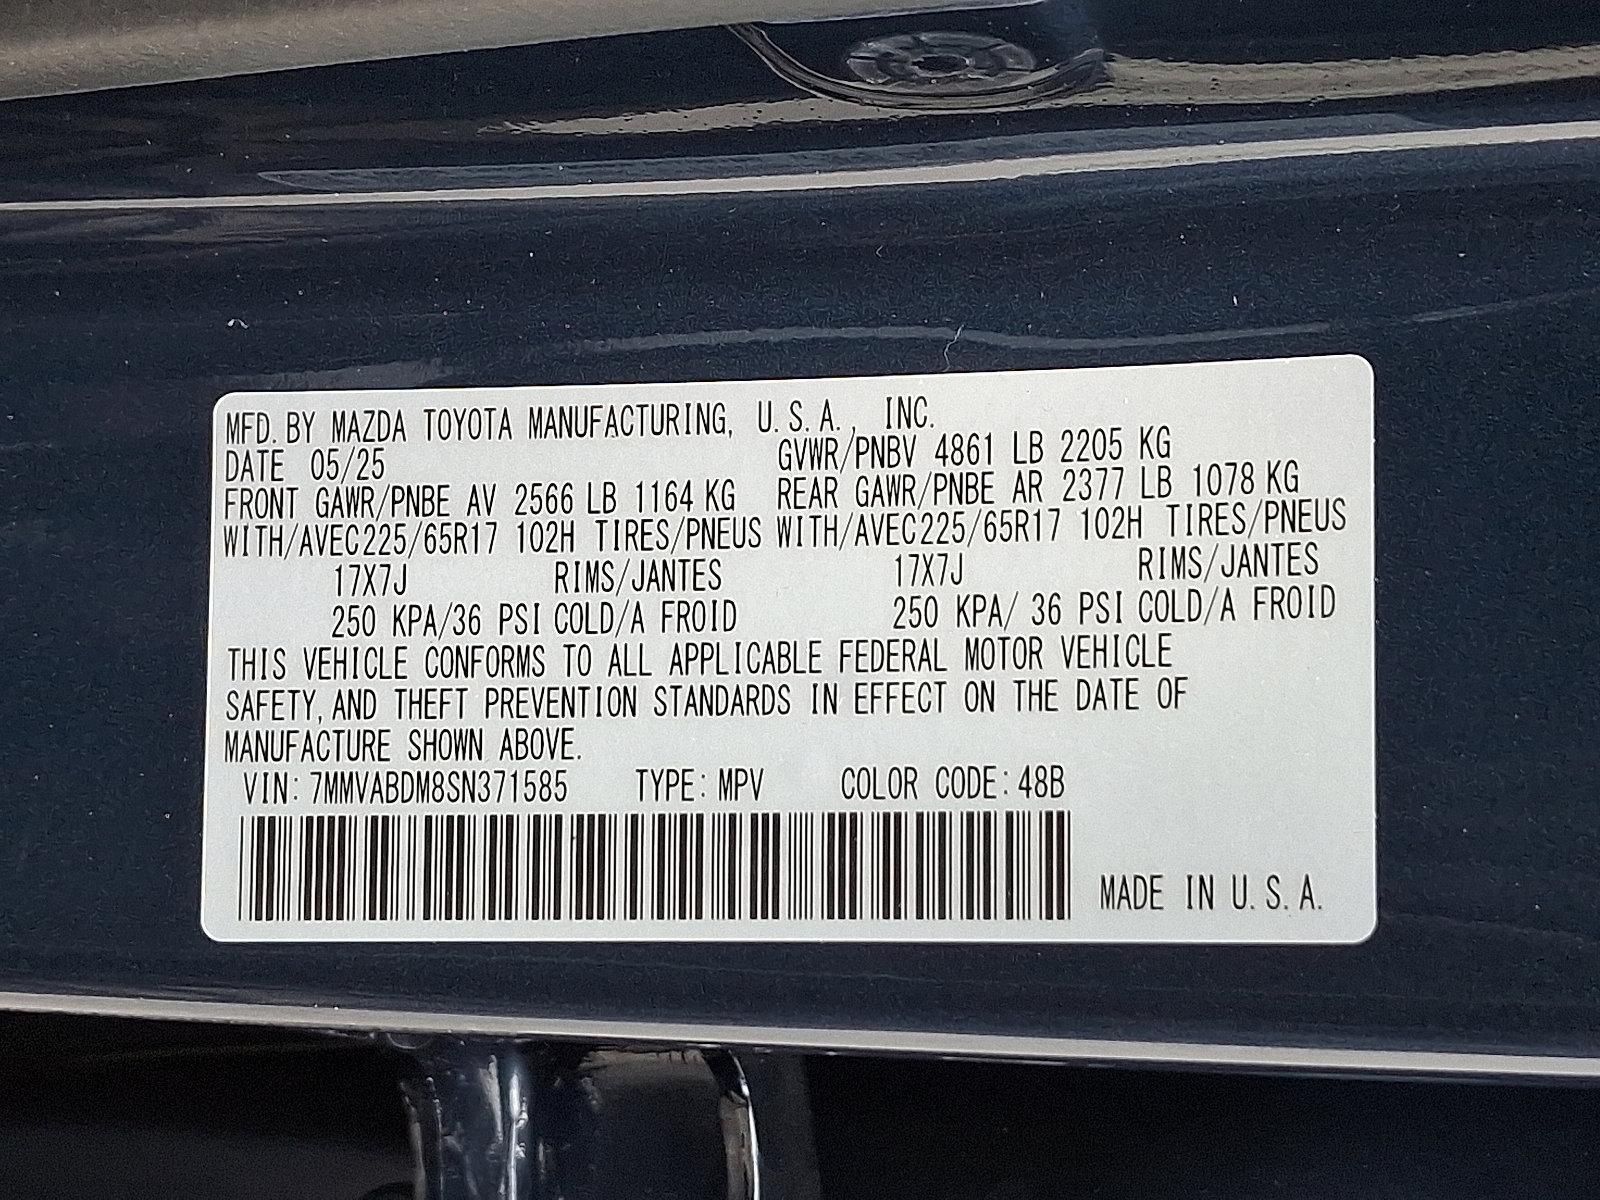 MFD. BY MAZDA TOYOTA MANUFACTURING, U.S.A., INC.
DATE 05/25 GVWR/PNBV 4861 LB 2205 KG
FRONT GAWR/PNBE AV 2566 LB 1164 KG REAR GAWR/PNBE AR 2377 LB 1078 KG
WITH/AVEC 225/65R17 102H TIRES/PNEUS WITH/AVEC 225/65R17 102H TIRES/PNEUS
17X7J RIMS/JANTES 17X7J RIMS/JANTES
250 KPA/36 PSI COLD/A FROID 250 KPA/ 36 PSI COLD/A FROID
THIS VEHICLE CONFORMS TO ALL APPLICABLE FEDERAL MOTOR VEHICLE
SAFETY, AND THEFT PREVENTION STANDARDS IN EFFECT ON THE DATE OF
MANUFACTURE SHOWN ABOVE.
VIN: 7MMVABDM8SN371585 TYPE: MPV COLOR CODE: 48B
MADE IN U.S.A.